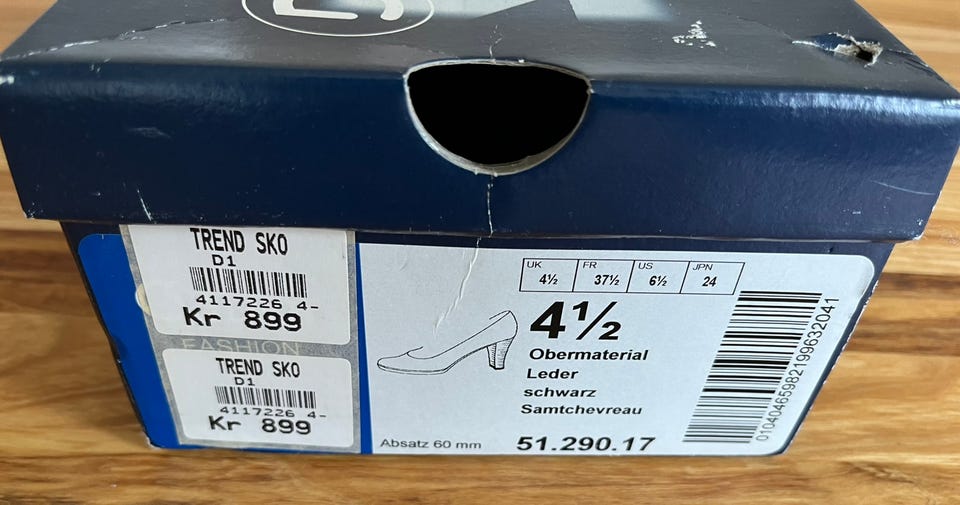 TREND SKO
D1
4117226 4-
Kr 899
FASHION
TREND SKO
D1
4117226 4-
Kr 899
UK FR US JPN
4½ 37½ 6½ 24
4½
Obermaterial
Leder
schwarz
Samtchevreau
Absatz 60 mm
51.290.17
01040465982199632041